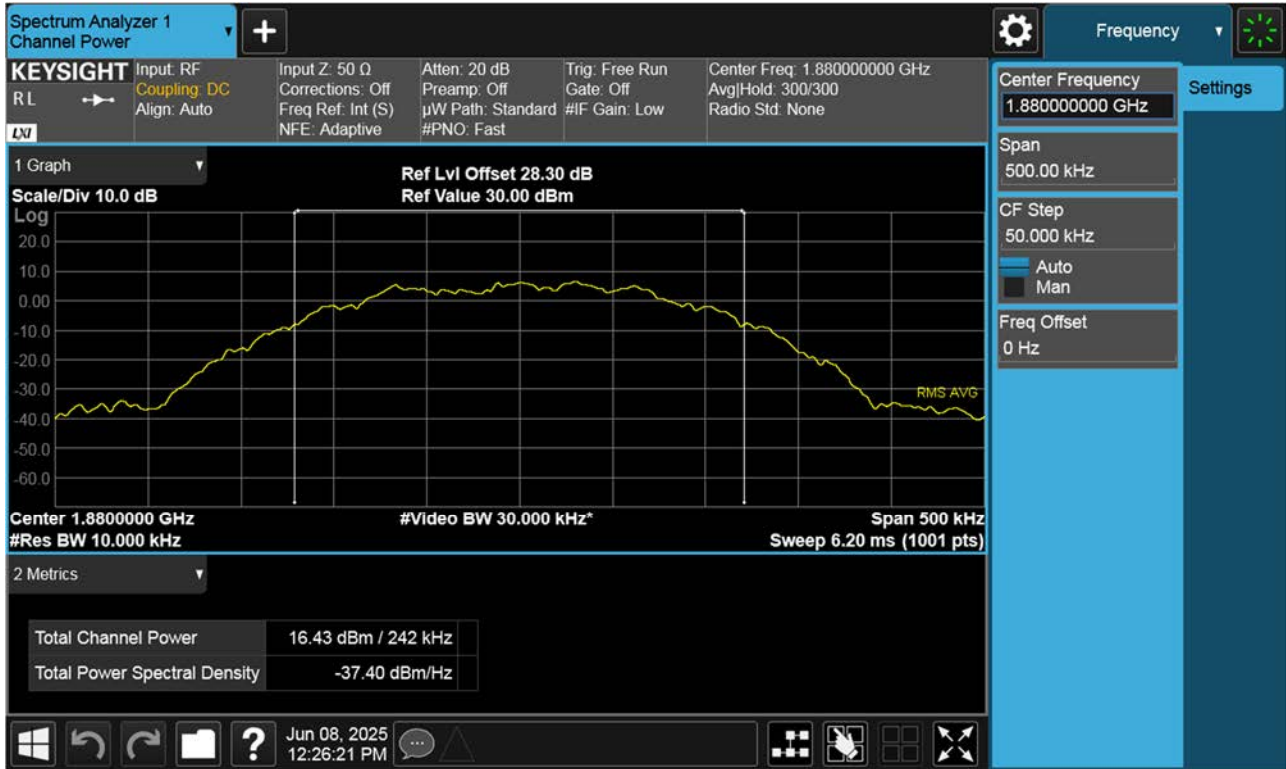 Spectrum Analyzer 1
Channel Power
+
Frequency
KEYSIGHT
RL
LXI
Input: RF
Coupling: DC
Align: Auto
Input Z: 50 Ω
Corrections: Off
Freq Ref: Int (S)
NFE: Adaptive
Atten: 20 dB
Preamp: Off
µW Path: Standard
#PNO: Fast
Trig: Free Run
Gate: Off
#IF Gain: Low
Center Freq: 1.880000000 GHz
Avg|Hold: 300/300
Radio Std: None
Center Frequency
1.880000000 GHz
Settings
Span
500.00 kHz
CF Step
50.000 kHz
Auto
Man
Freq Offset
0 Hz
1 Graph
Scale/Div 10.0 dB
Ref Lvl Offset 28.30 dB
Ref Value 30.00 dBm
Log
20.0
10.0
0.00
-10.0
-20.0
-30.0
-40.0
-50.0
-60.0
RMS AVG
Center 1.8800000 GHz
#Video BW 30.000 kHz*
Span 500 kHz
#Res BW 10.000 kHz
Sweep 6.20 ms (1001 pts)
2 Metrics
Total Channel Power 16.43 dBm / 242 kHz
Total Power Spectral Density -37.40 dBm/Hz
?
Jun 08, 2025
12:26:21 PM